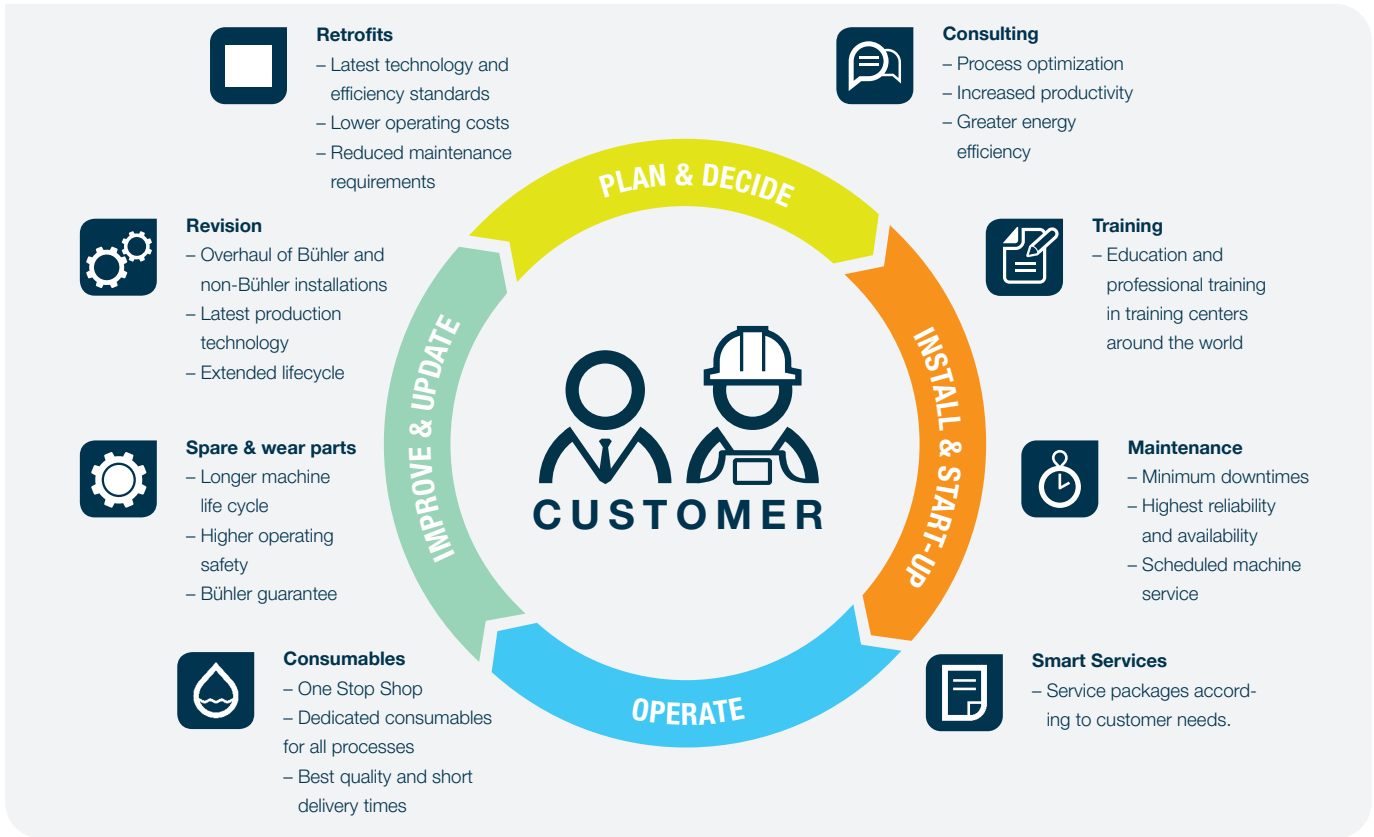 Retrofits
– Latest technology and
efficiency standards
– Lower operating costs
– Reduced maintenance
requirements
Consulting
– Process optimization
– Increased productivity
– Greater energy
efficiency
PLAN & DECIDE
Revision
– Overhaul of Bühler and
non-Bühler installations
– Latest production
technology
– Extended lifecycle
Training
– Education and
professional training
in training centers
around the world
IMPROVE & UPDATE
INSTALL & START-UP
CUSTOMER
Spare & wear parts
– Longer machine
life cycle
– Higher operating
safety
– Bühler guarantee
Maintenance
– Minimum downtimes
– Highest reliability
and availability
– Scheduled machine
service
Consumables
– One Stop Shop
– Dedicated consumables
for all processes
– Best quality and short
delivery times
OPERATE
Smart Services
– Service packages accord-
ing to customer needs.